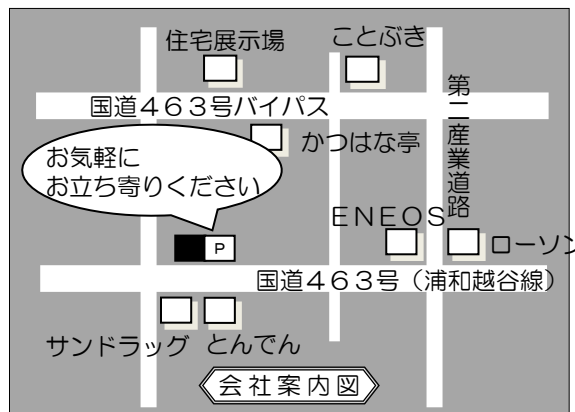 住宅展示場
ことぶき
国道４６３号バイパス
第二産業道路
かつはな亭
お気軽に
お立ち寄りください
ＥＮＥＯＳ
Ｐ
ローソン
国道４６３号（浦和越谷線）
サンドラッグ
とんでん
会社案内図